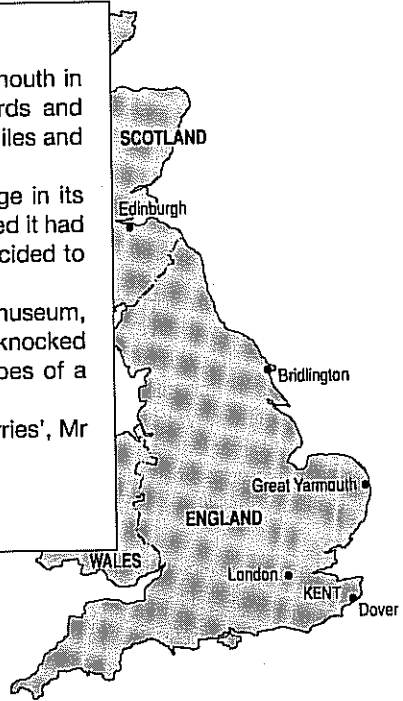 mouth in
rds and
iles and
ge in its
ed it had
cided to
museum,
knocked
pes of a
rries', Mr
SCOTLAND
Edinburgh
Bridlington
Great Yarmouth
ENGLAND
WALES
London
KENT
Dover